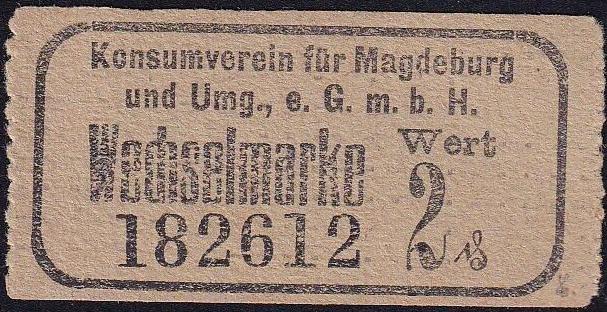 Konsumverein für Magdeburg
und Umg., e. G. m. b. H.
Wechselmarke Wert
182612 2 ₰